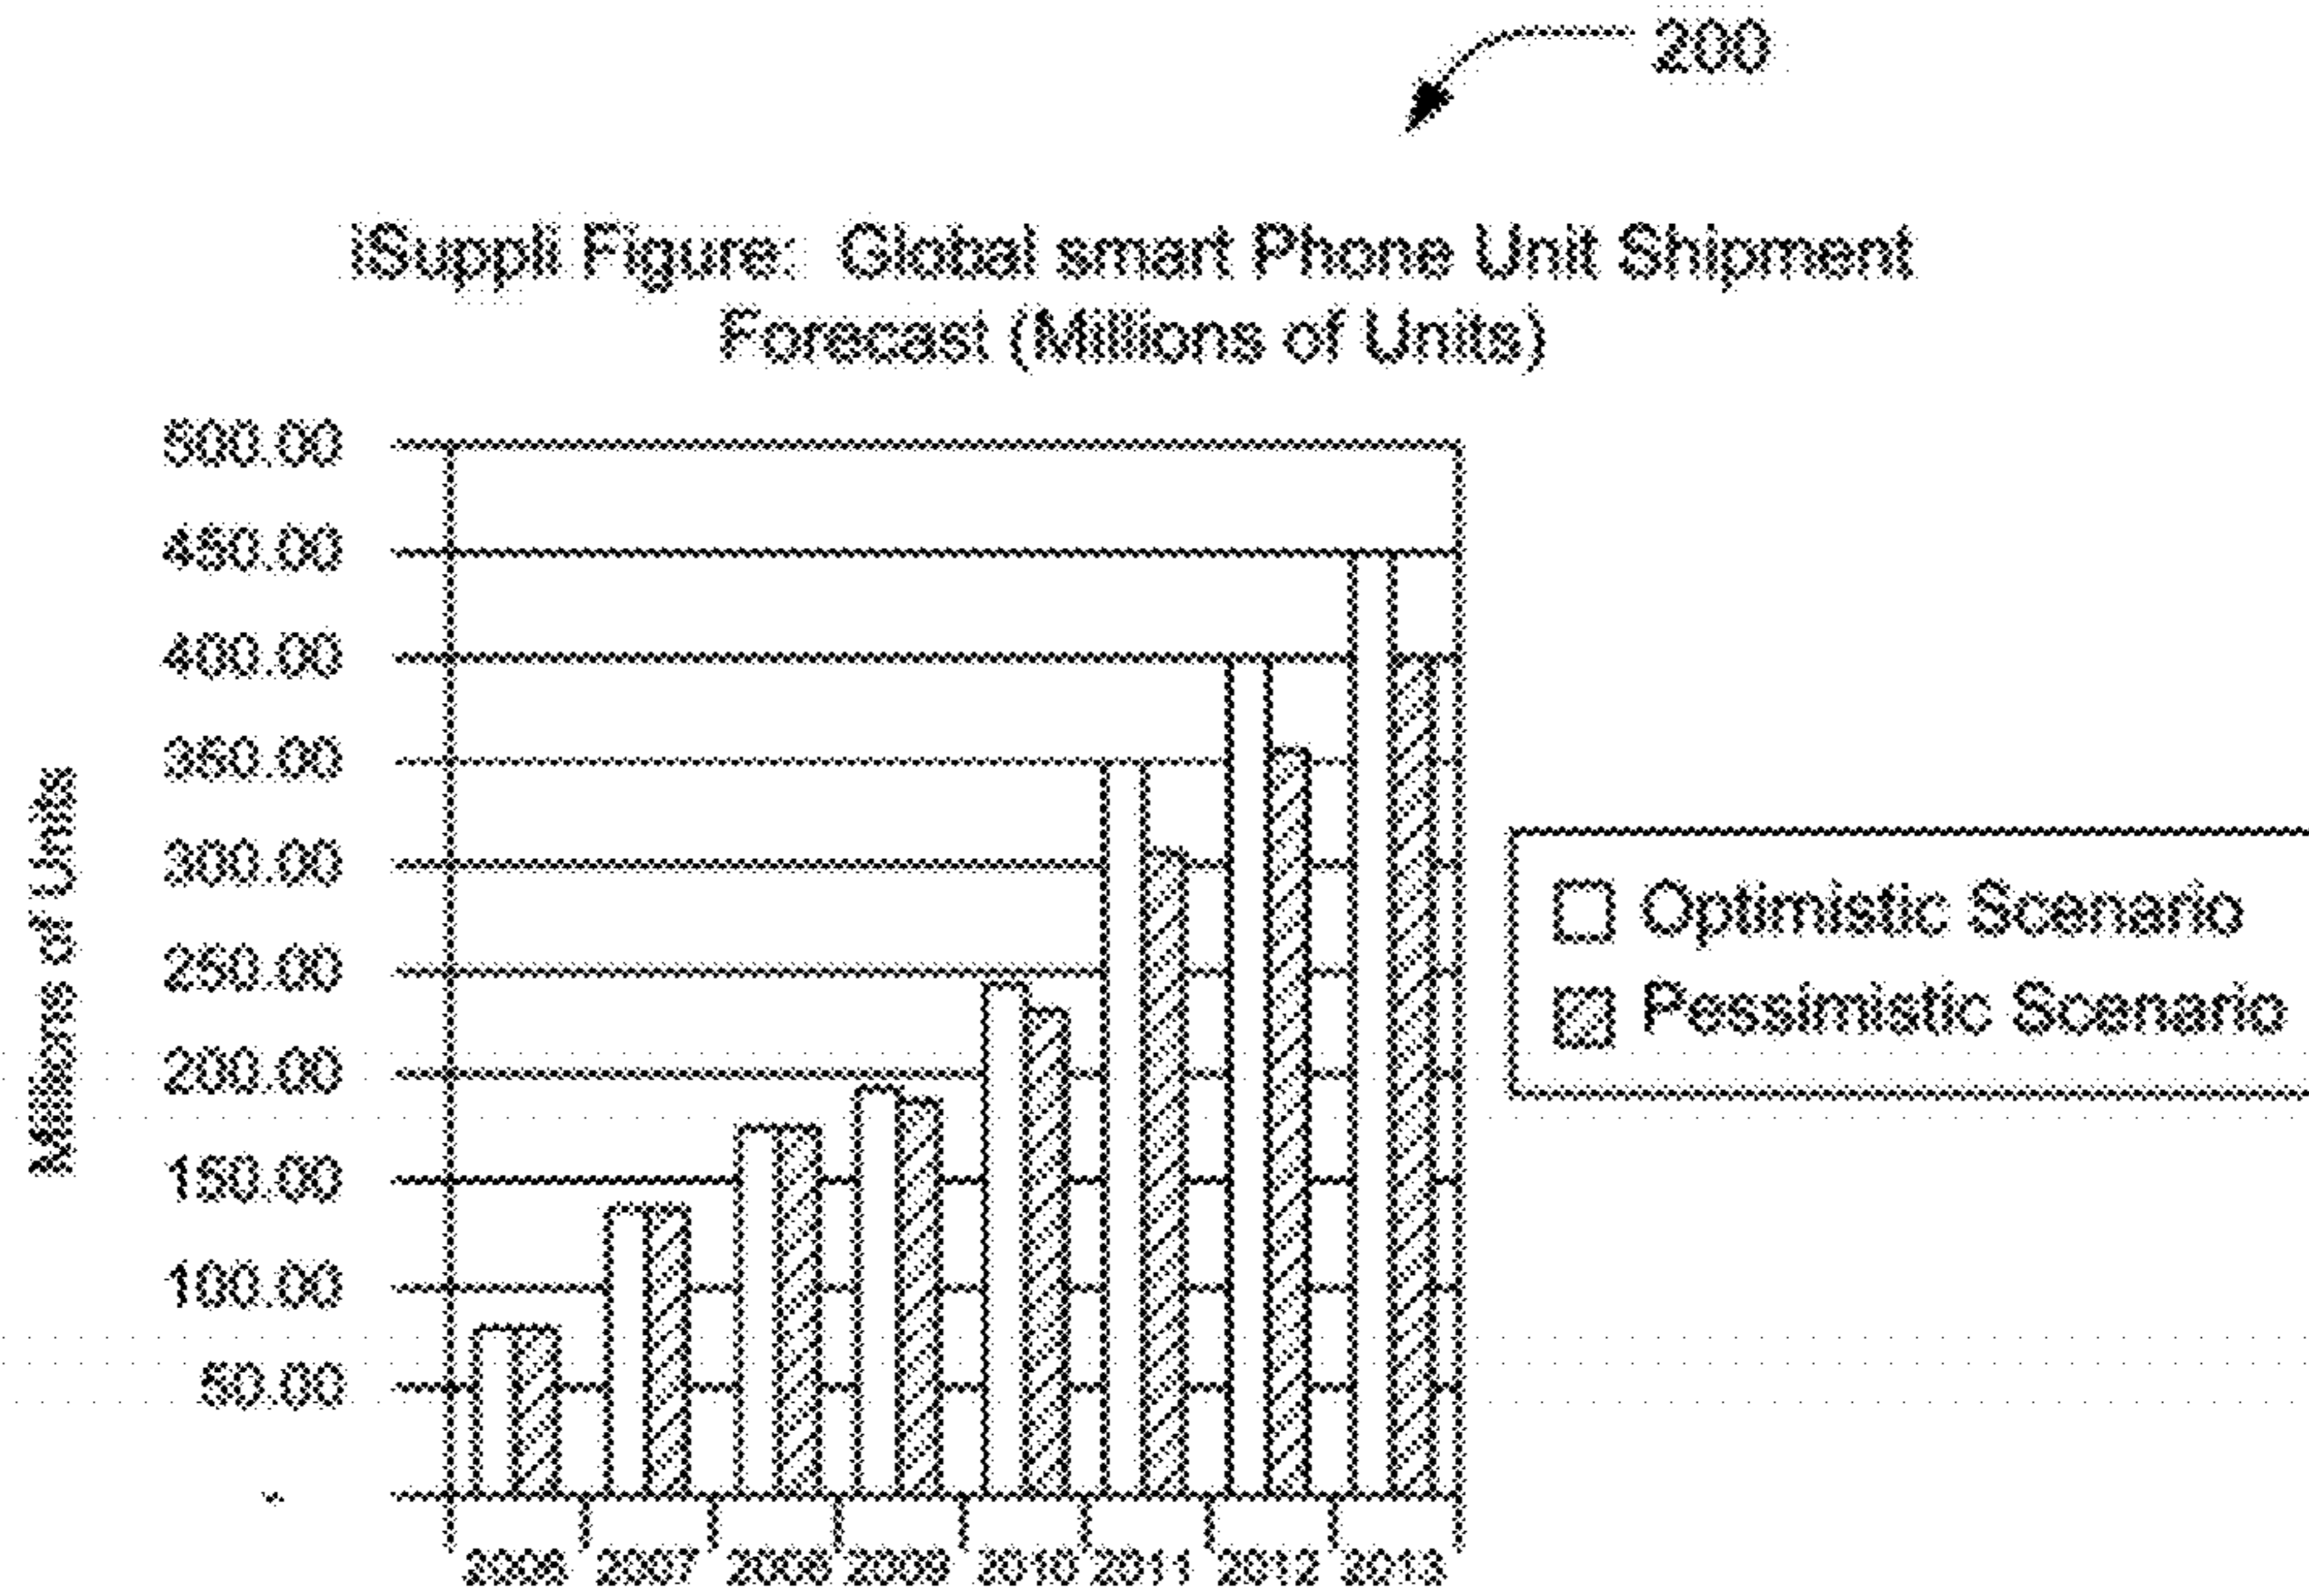 200
iSuppli Figure: Global smart Phone Unit Shipment
Forecast (Millions of Units)
Millions of Units
500.00
450.00
400.00
350.00
300.00
250.00
200.00
150.00
100.00
50.00
-
2006 2007 2008 2009 2010 2011 2012 2013
Optimistic Scenario
Pessimistic Scenario